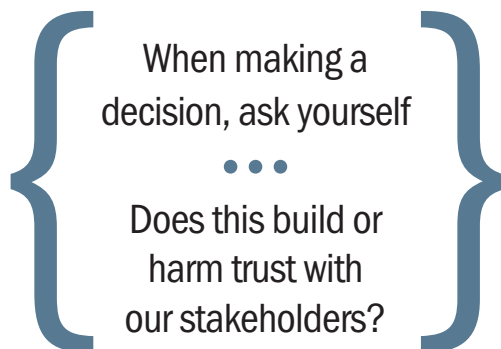 When making a
decision, ask yourself
•••
Does this build or
harm trust with
our stakeholders?